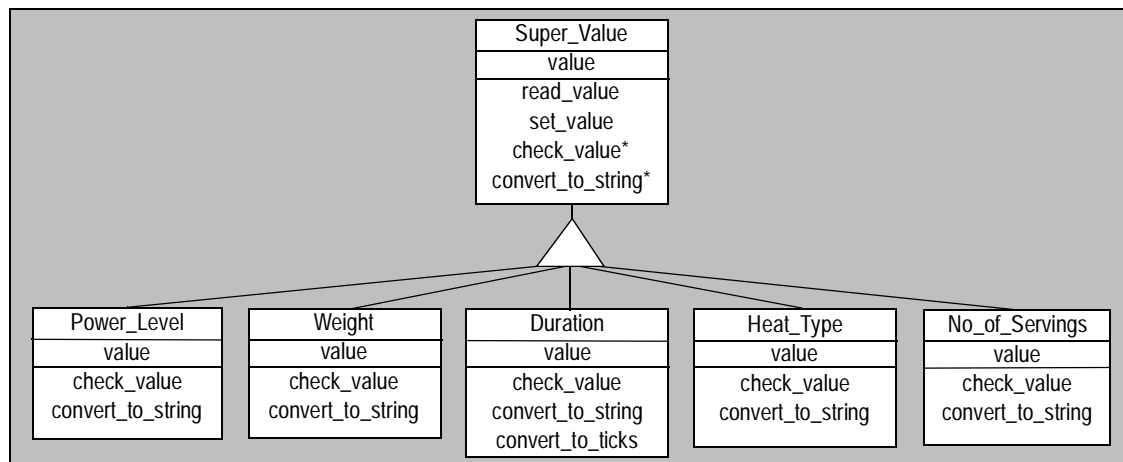 Super_Value
value
read_value
set_value
check_value*
convert_to_string*
Power_Level
value
check_value
convert_to_string
Weight
value
check_value
convert_to_string
Duration
value
check_value
convert_to_string
convert_to_ticks
Heat_Type
value
check_value
convert_to_string
No_of_Servings
value
check_value
convert_to_string